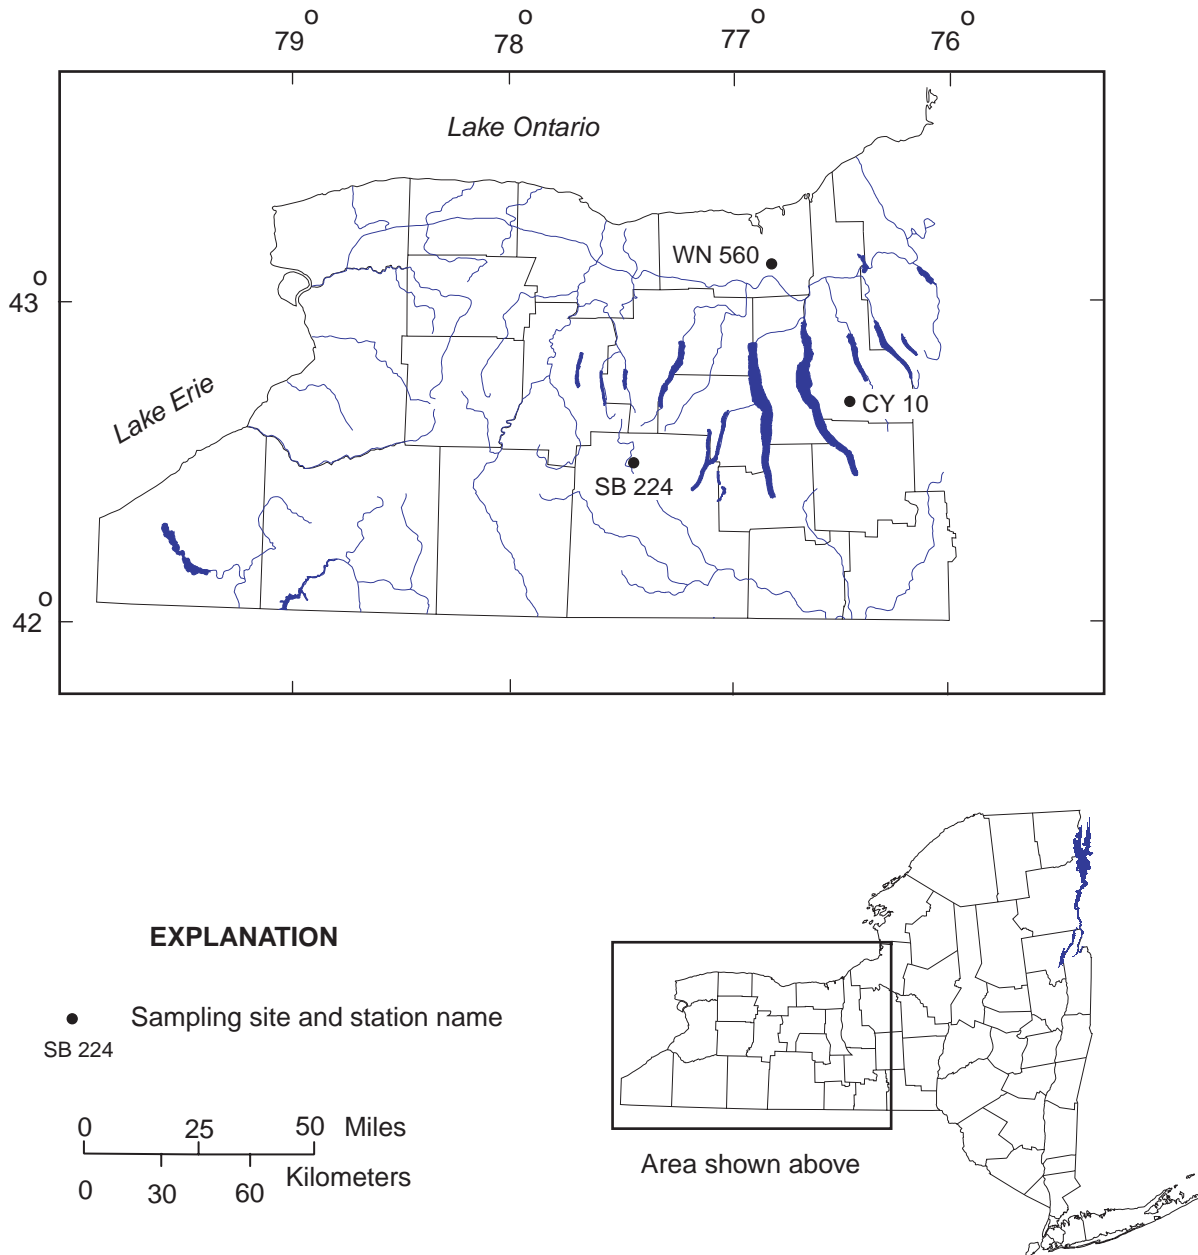 79° 78° 77° 76°
Lake Ontario
WN 560
43°
Lake Erie
CY 10
SB 224
42°
EXPLANATION
Sampling site and station name
SB 224
0 25 50 Miles
0 30 60 Kilometers
Area shown above